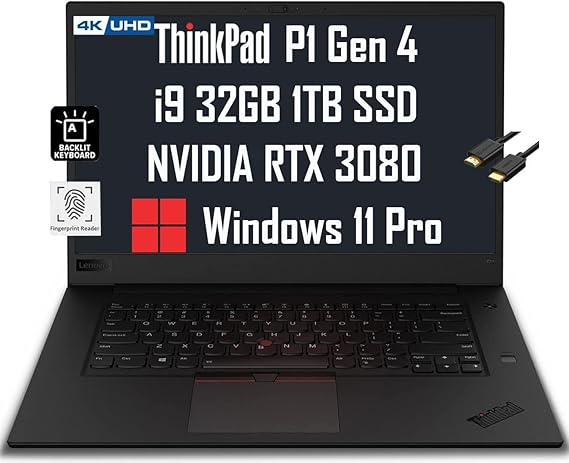 4K UHD
ThinkPad P1 Gen 4
i9 32GB 1TB SSD
NVIDIA RTX 3080
Windows 11 Pro
A
BACKLIT
KEYBOARD
Fingerprint Reader
Lenovo
ThinkPad